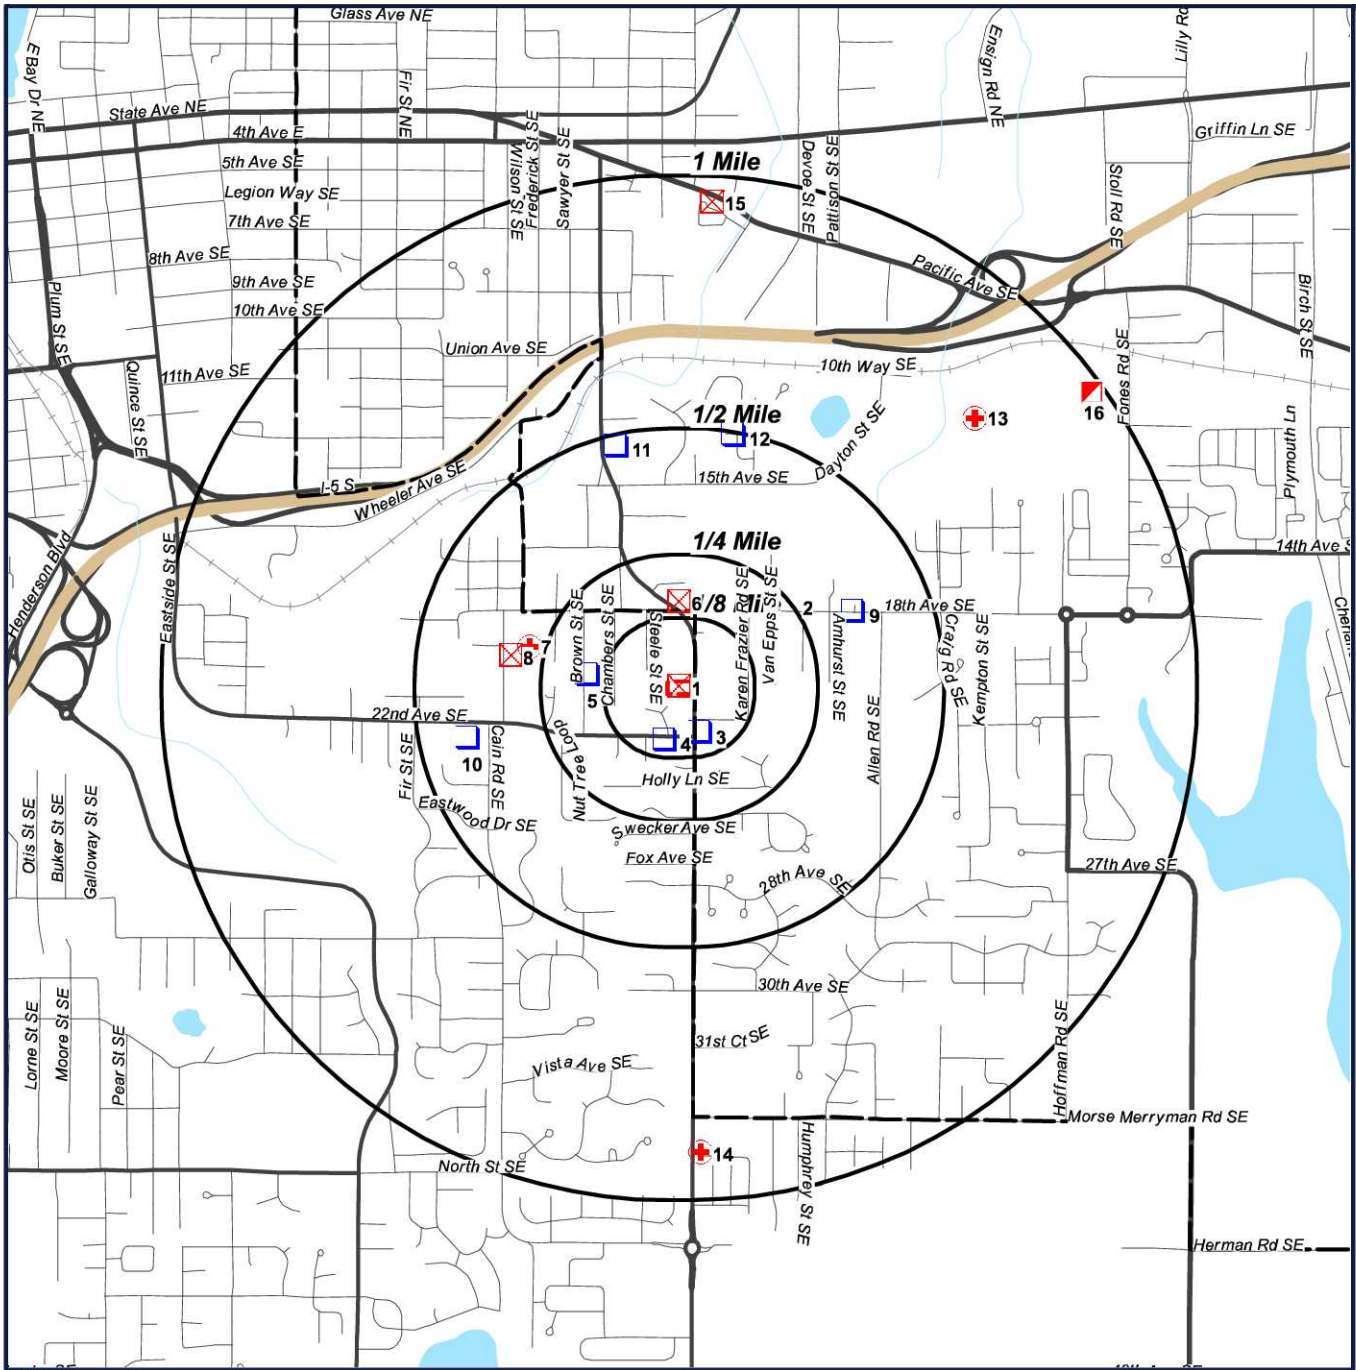 Glass Ave NE
E Bay Dr NE
Fir St NE
Ensign Rd NE
Lilly Rd
State Ave NE
4th Ave E
5th Ave SE
Legion Way SE
7th Ave SE
8th Ave SE
9th Ave SE
10th Ave SE
Wilson St SE
Frederick St SE
Sawyer St SE
1 Mile
15
Devoe St SE
Pattison St SE
Griffin Ln SE
Stoll Rd SE
Pacific Ave SE
Birch St SE
Plum St SE
Quince St SE
11th Ave SE
Union Ave SE
10th Way SE
Fones Rd SE
16
13
1/2 Mile
12
11
Dayton St SE
15th Ave SE
Plymouth Ln
I-5 S
Wheeler Ave SE
Henderson Blvd
Eastside St SE
1/4 Mile
14th Ave S
6
/8 Mi
2
9
18th Ave SE
Brown St SE
Chambers St SE
Steele St SE
Karen Frazier Rd SE
Van Epps St SE
Amhurst St SE
Craig Rd SE
Kempton St SE
7
8
5
1
22nd Ave SE
4
3
10
Fir St SE
Cain Rd SE
Nut Tree Loop
Allen Rd SE
Holly Ln SE
Eastwood Dr SE
Swecker Ave SE
Fox Ave SE
28th Ave SE
27th Ave SE
Otis St SE
Buker St SE
Galloway St SE
30th Ave SE
31st Ct SE
Lorne St SE
Moore St SE
Pear St SE
Vista Ave SE
Hoffman Rd SE
Morse Merryman Rd SE
14
Humphrey St SE
North St SE
Herman Rd SE